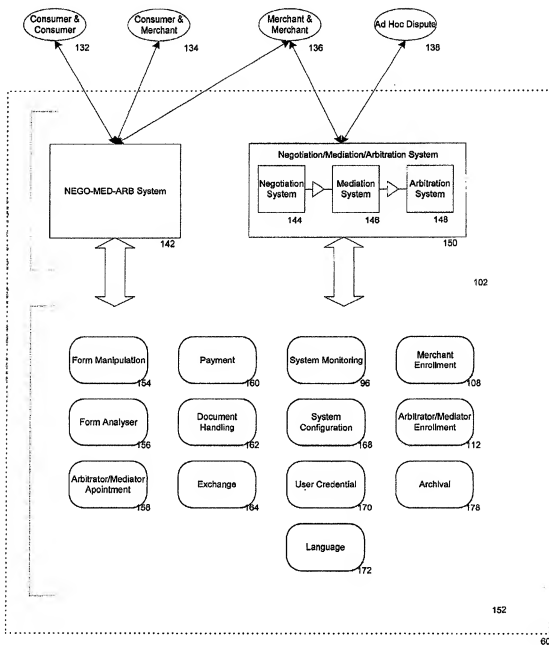 Consumer &
Consumer
132
Consumer &
Merchant
134
Merchant &
Merchant
136
Ad Hoc Dispute
138
NEGO-MED-ARB System
142
Negotiation/Mediation/Arbitration System
Negotiation
System
144
Mediation
System
146
Arbitration
System
148
150
102
Form Manipulation
154
Payment
160
System Monitoring
96
Merchant
Enrollment
108
Form Analyser
156
Document
Handling
162
System
Configuration
168
Arbitrator/Mediator
Enrollment
112
Arbitrator/Mediator
Apointment
158
Exchange
164
User Credential
170
Archival
178
Language
172
152
60